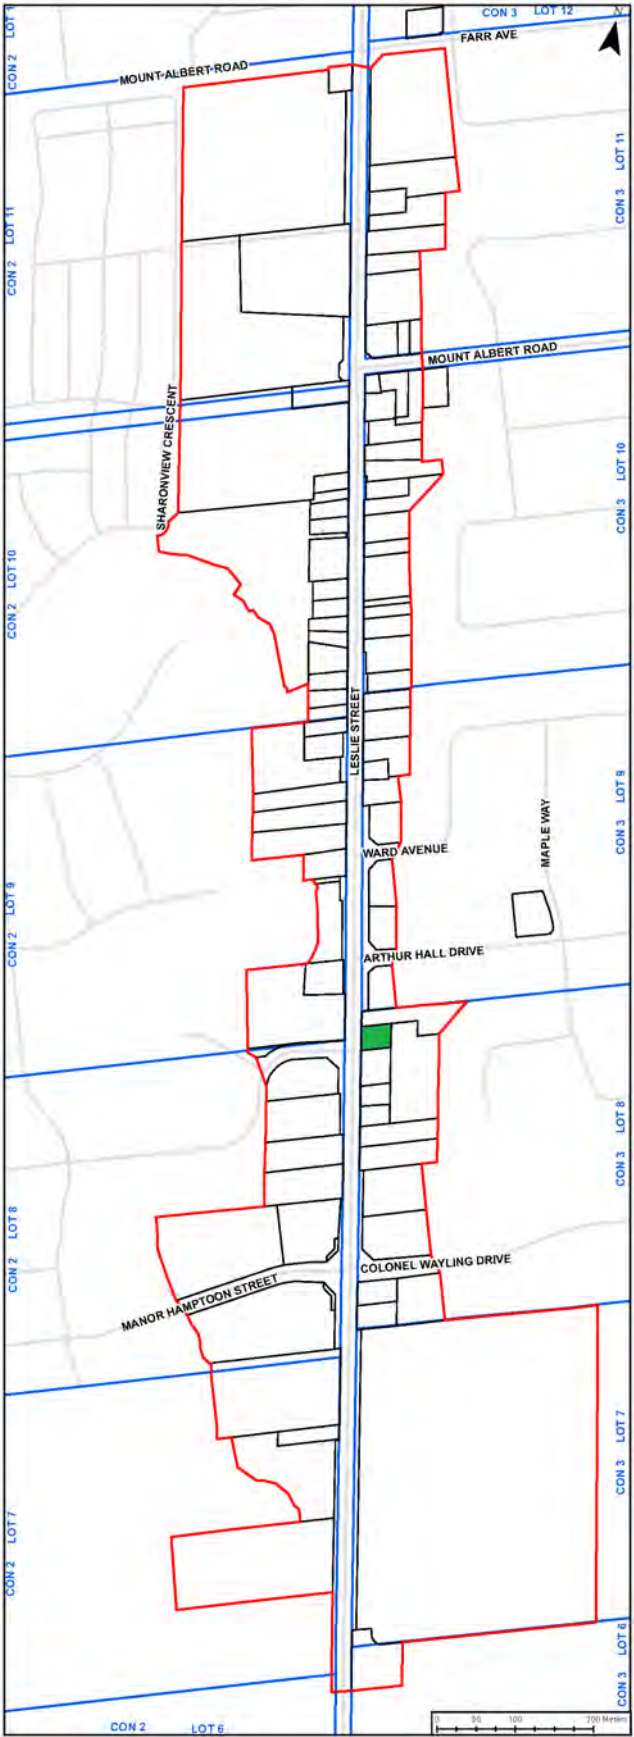 CON 3 LOT 12
N
FARR AVE
CON 2 LOT 1
MOUNT ALBERT ROAD
CON 3 LOT 11
CON 2 LOT 11
MOUNT ALBERT ROAD
SHARONVIEW CRESCENT
CON 3 LOT 10
CON 2 LOT 10
LESLIE STREET
CON 3 LOT 9
MAPLE WAY
WARD AVENUE
CON 2 LOT 9
ARTHUR HALL DRIVE
CON 3 LOT 8
CON 2 LOT 8
COLONEL WAYLING DRIVE
MANOR HAMPTOON STREET
CON 3 LOT 7
CON 2 LOT 7
CON 3 LOT 6
0 50 100 200 Meters
CON 2 LOT 6